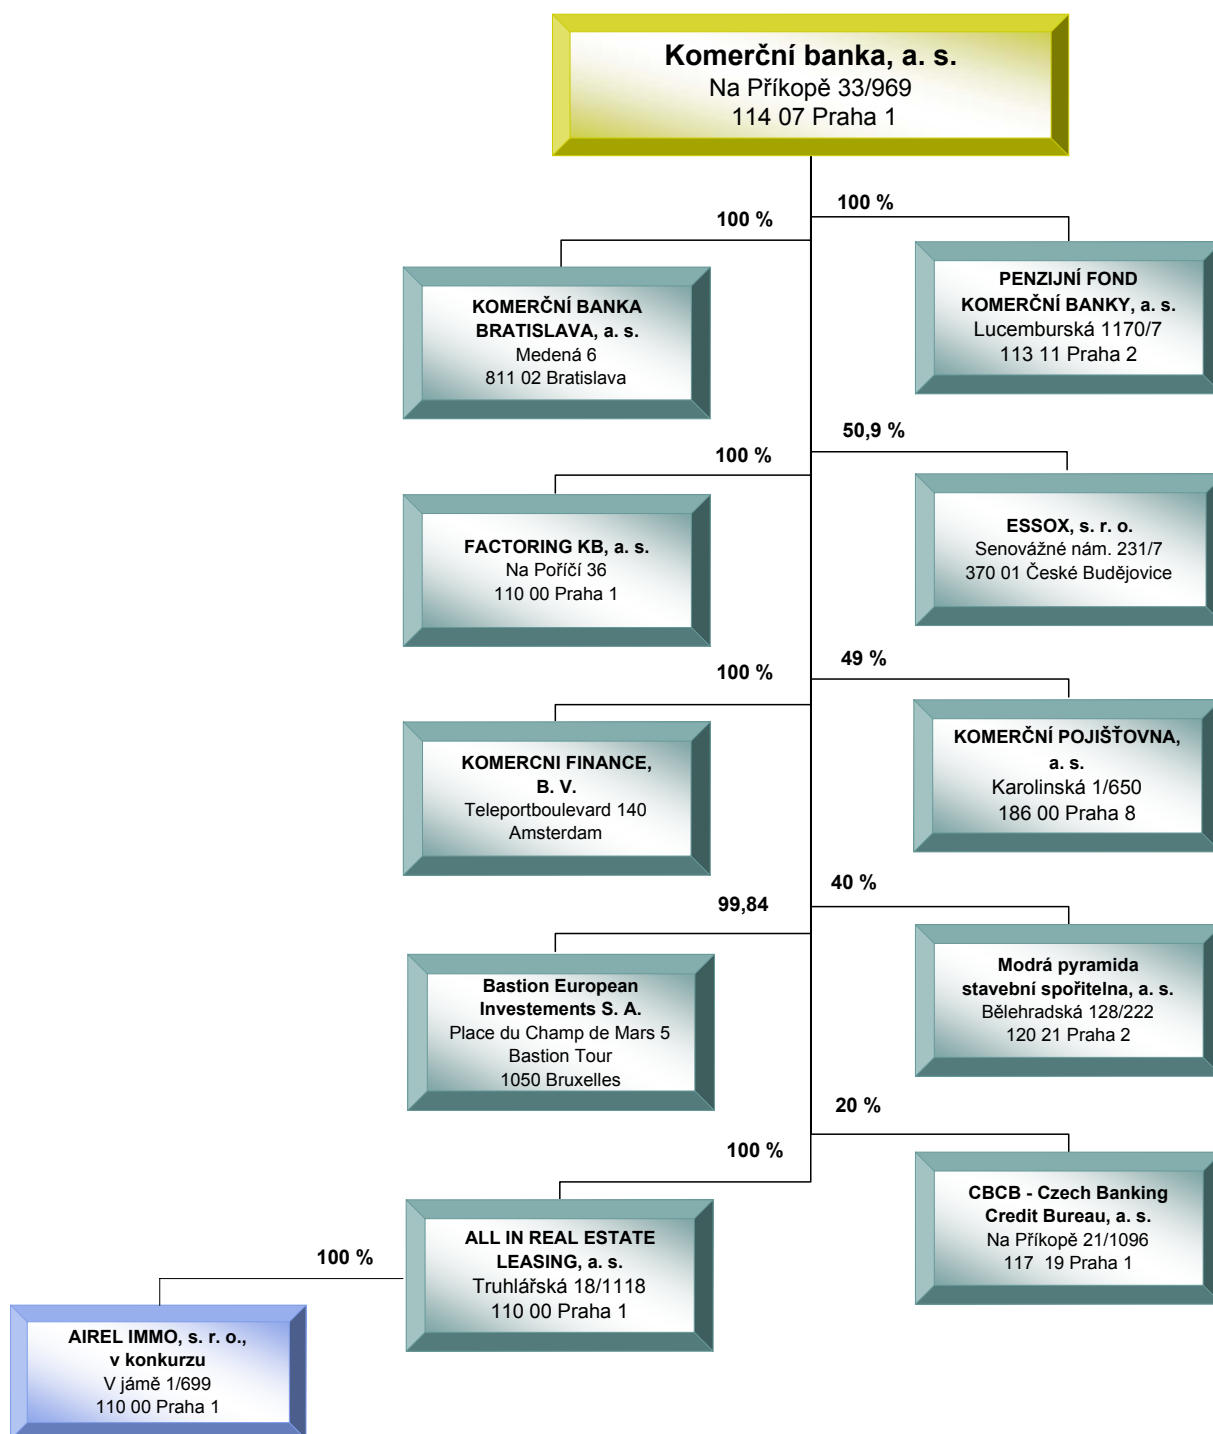 Komerční banka, a. s.
Na Příkopě 33/969
114 07 Praha 1
100 %
100 %
KOMERČNÍ BANKA
BRATISLAVA, a. s.
Medená 6
811 02 Bratislava
PENZIJNÍ FOND
KOMERČNÍ BANKY, a. s.
Lucemburská 1170/7
113 11 Praha 2
100 %
50,9 %
FACTORING KB, a. s.
Na Poříčí 36
110 00 Praha 1
ESSOX, s. r. o.
Senovážné nám. 231/7
370 01 České Budějovice
100 %
49 %
KOMERCNI FINANCE,
B. V.
Teleportboulevard 140
Amsterdam
KOMERČNÍ POJIŠŤOVNA,
a. s.
Karolinská 1/650
186 00 Praha 8
99,84
40 %
Bastion European
Investements S. A.
Place du Champ de Mars 5
Bastion Tour
1050 Bruxelles
Modrá pyramida
stavební spořitelna, a. s.
Bělehradská 128/222
120 21 Praha 2
100 %
20 %
ALL IN REAL ESTATE
LEASING, a. s.
Truhlářská 18/1118
110 00 Praha 1
CBCB - Czech Banking
Credit Bureau, a. s.
Na Příkopě 21/1096
117  19 Praha 1
100 %
AIREL IMMO, s. r. o.,
v konkurzu
V jámě 1/699
110 00 Praha 1